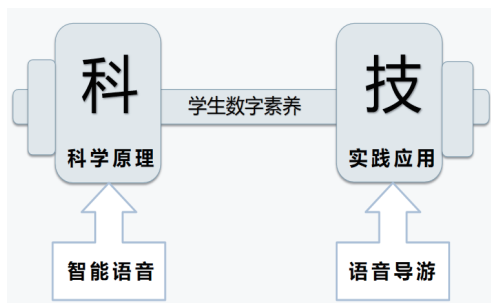 科
技
学生数字素养
科学原理
实践应用
智能语音
语音导游